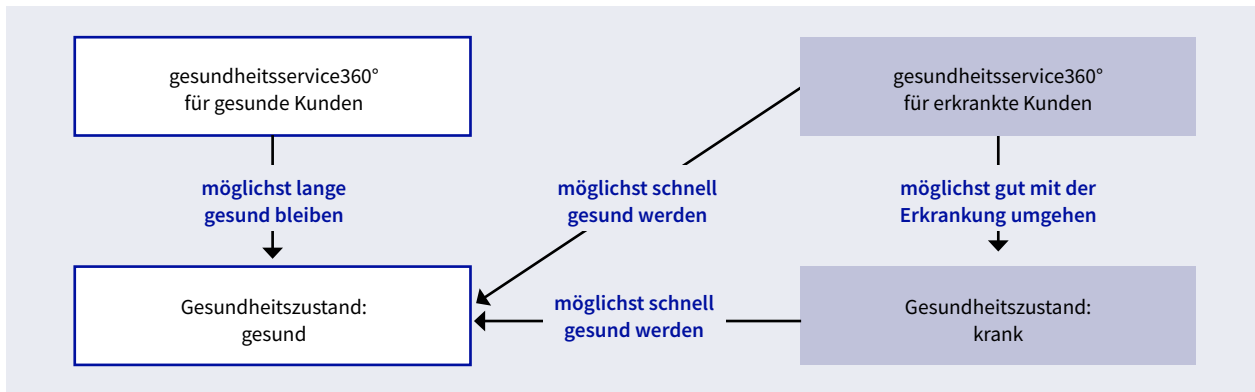 gesundheitsservice360°
für gesunde Kunden
gesundheitsservice360°
für erkrankte Kunden
möglichst lange
gesund bleiben
möglichst schnell
gesund werden
möglichst gut mit der
Erkrankung umgehen
Gesundheitszustand:
gesund
möglichst schnell
gesund werden
Gesundheitszustand:
krank